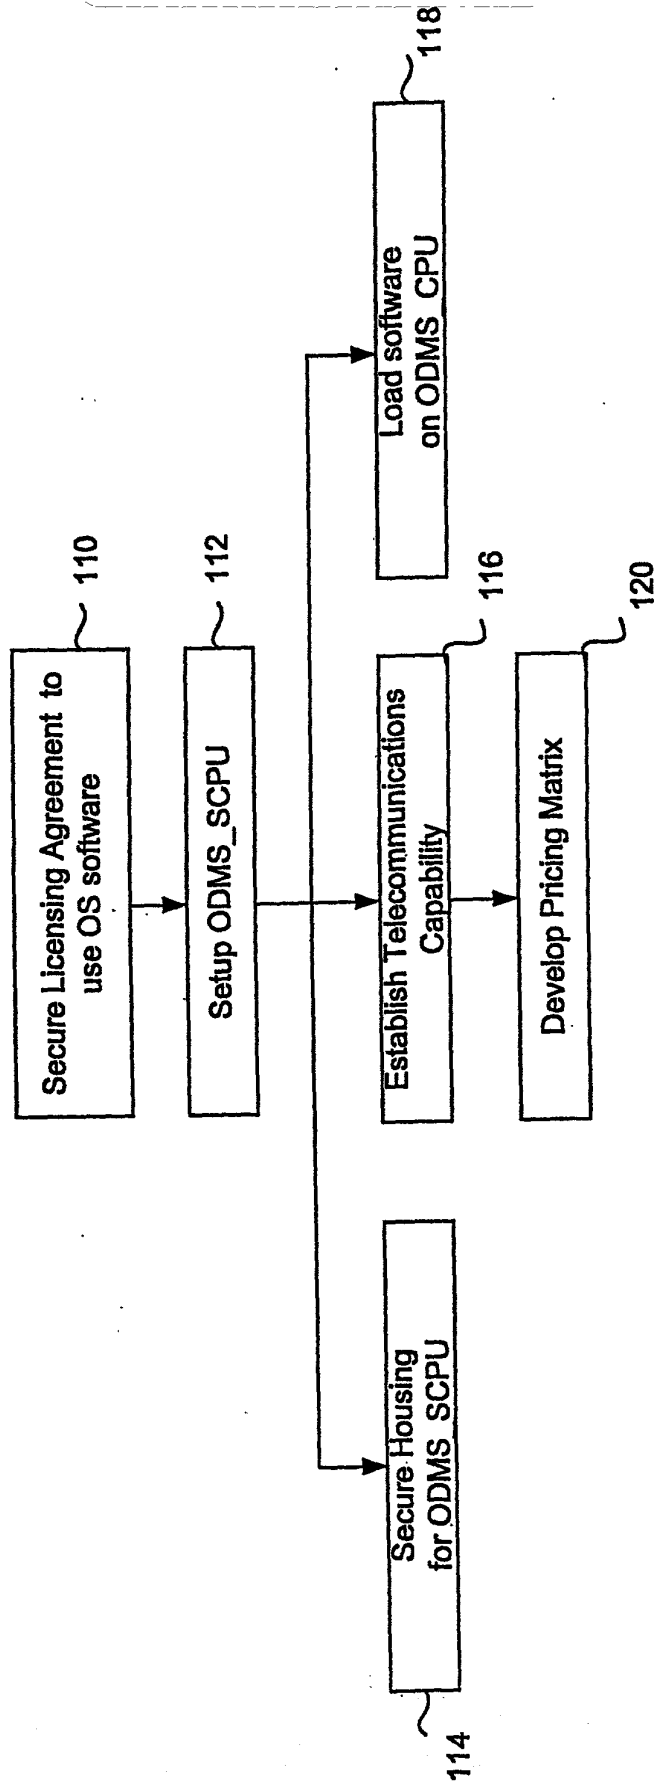 Secure Licensing Agreement to
use OS software
110
Setup ODMS_SCPU
112
Secure Housing
for ODMS SCPU
114
Establish Telecommunications
Capability
116
Load software
on ODMS CPU
118
Develop Pricing Matrix
120